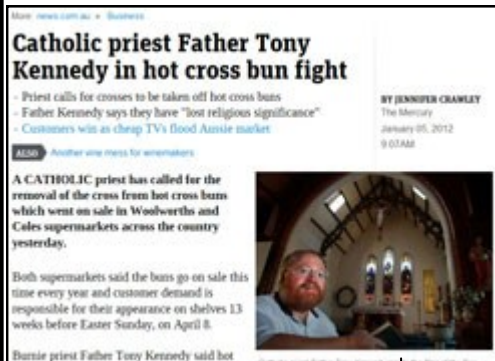 More: news.com.au » Business
Catholic priest Father Tony
Kennedy in hot cross bun fight
- Priest calls for crosses to be taken off hot cross buns
- Father Kennedy says they have "lost religious significance"
- Customers win as cheap TVs flood Aussie market
BY JENNIFER CRAWLEY
The Mercury
January 05, 2012
9:07AM
ALSO Another vine mess for winemakers
A CATHOLIC priest has called for the
removal of the cross from hot cross buns
which went on sale in Woolworths and
Coles supermarkets across the country
yesterday.
Both supermarkets said the buns go on sale this
time every year and customer demand is
responsible for their appearance on shelves 13
weeks before Easter Sunday, on April 8.
Burnie priest Father Tony Kennedy said hot